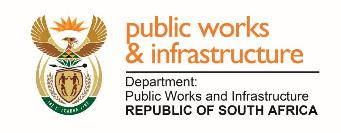 public works
& infrastructure
Department:
Public Works and Infrastructure
REPUBLIC OF SOUTH AFRICA